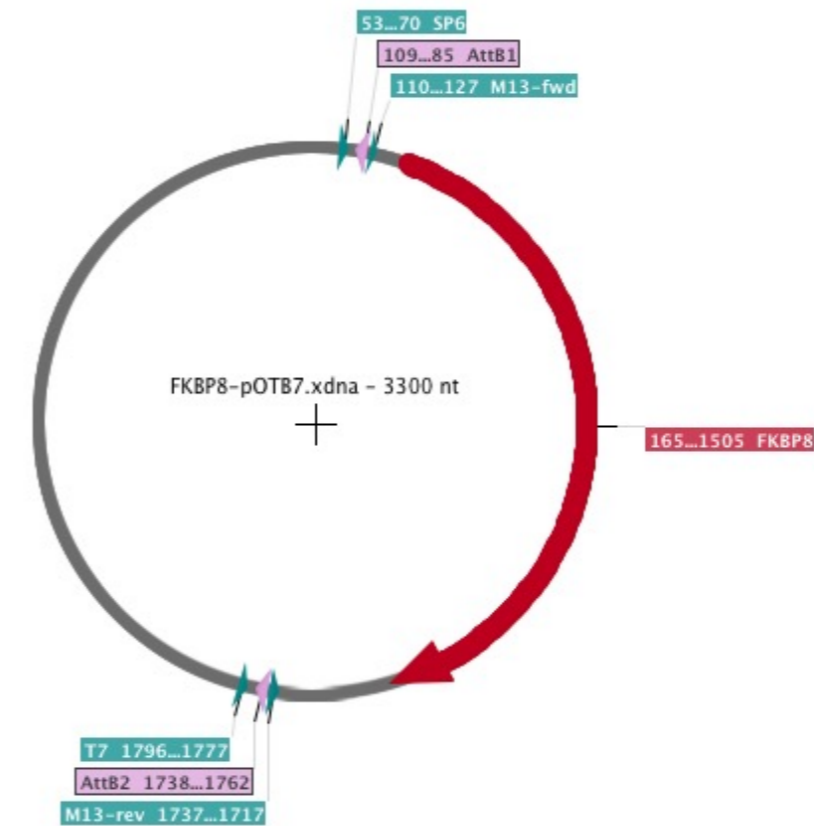 53...70 SP6
109...85 AttB1
110...127 M13-fwd
FKBP8-pOTB7.xdna - 3300 nt
165...1505 FKBP8
T7 1796...1777
AttB2 1738...1762
M13-rev 1737...1717